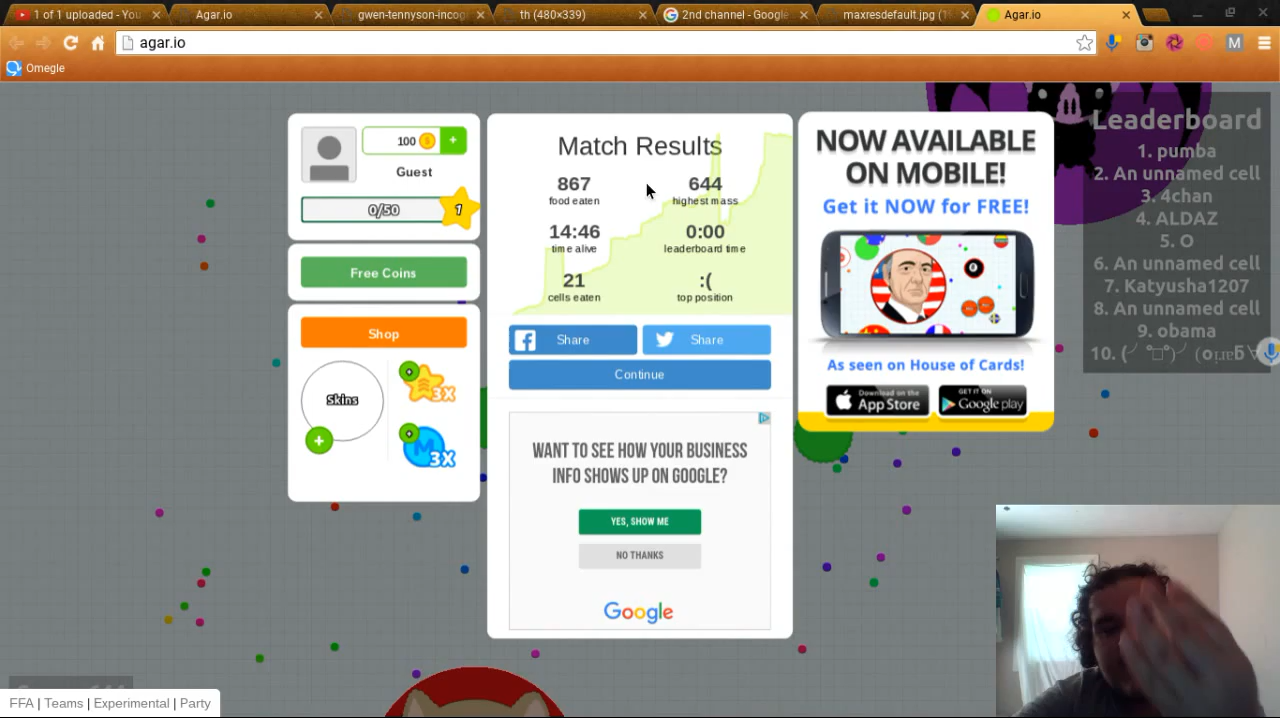 1 of 1 uploaded - You
Agar.io
gwen-tennyson-incog
th (480×339)
2nd channel - Google
maxresdefault.jpg (1
Agar.io
agar.io
M
Omegle
100
Guest
0/50
1
Free Coins
Shop
Skins
3X
M
3X
Match Results
867
food eaten
644
highest mass
14:46
time alive
0:00
leaderboard time
21
cells eaten
:(
top position
Share
Share
Continue
WANT TO SEE HOW YOUR BUSINESS
INFO SHOWS UP ON GOOGLE?
YES, SHOW ME
NO THANKS
Google
NOW AVAILABLE
ON MOBILE!
Get it NOW for FREE!
As seen on House of Cards!
Download on the
App Store
GET IT ON
Google play
Leaderboard
1. pumba
2. An unnamed cell
3. 4chan
4. ALDAZ
5. O
6. An unnamed cell
7. Katyusha1207
8. An unnamed cell
9. obama
10.
FFA | Teams | Experimental | Party